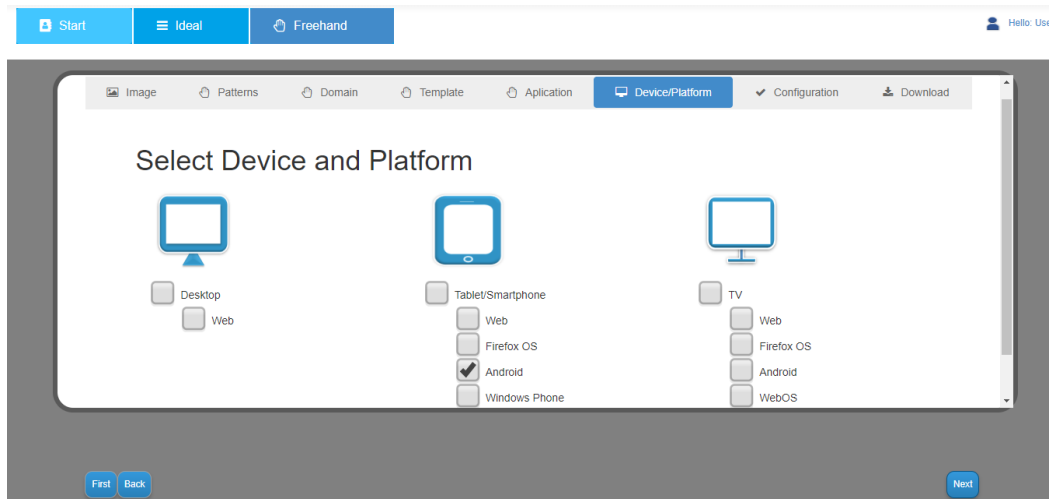 Start Ideal Freehand Hello: Use
Image Patterns Domain Template Aplication Device/Platform Configuration Download
Select Device and Platform
Desktop Tablet/Smartphone TV
Web Web Web
Firefox OS Firefox OS
Android Android
Windows Phone WebOS
First Back Next